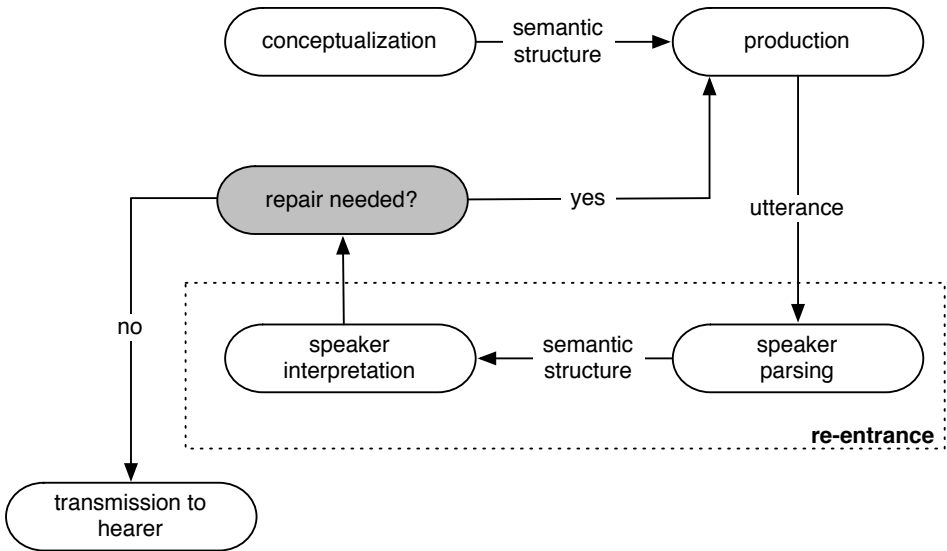 conceptualization
semantic
structure
production
repair needed?
yes
utterance
no
speaker
interpretation
semantic
structure
speaker
parsing
re-entrance
transmission to
hearer